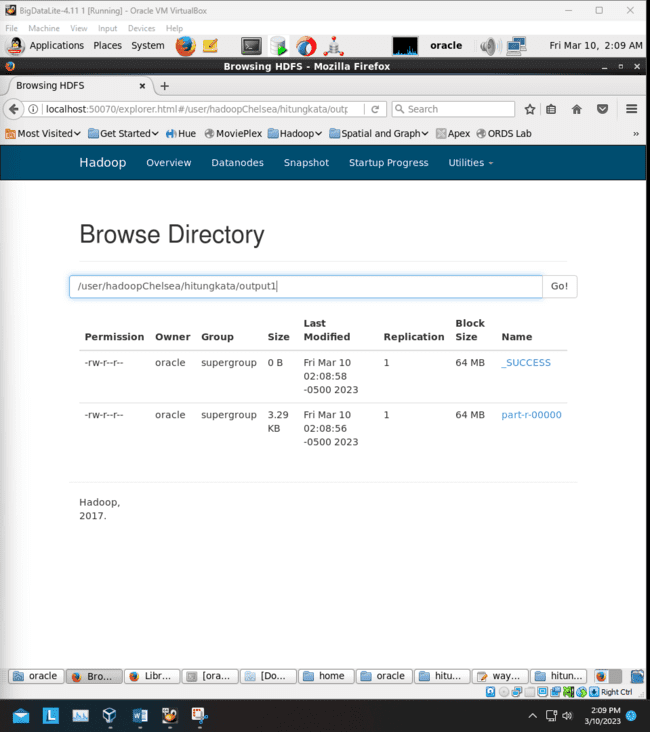 BigDataLite-4.11 1 [Running] - Oracle VM VirtualBox
File Machine View Input Devices Help
Applications Places System oracle Fri Mar 10, 2:09 AM
Browsing HDFS - Mozilla Firefox
Browsing HDFS
localhost:50070/explorer.html#/user/hadoopChelsea/hitungkata/outp Search
Most Visited Get Started Hue MoviePlex Hadoop Spatial and Graph Apex ORDS Lab »
Hadoop Overview Datanodes Snapshot Startup Progress Utilities
Browse Directory
/user/hadoopChelsea/hitungkata/output1 Go!
Permission Owner Group Size Last Modified Replication Block Size Name
-rw-r--r-- oracle supergroup 0 B Fri Mar 10 1 64 MB _SUCCESS
02:08:58
-0500 2023
-rw-r--r-- oracle supergroup 3.29 KB Fri Mar 10 1 64 MB part-r-00000
02:08:56
-0500 2023
Hadoop,
2017.
oracle Bro... Libr... [ora... [Do... home oracle hitu... way... hitun...
Right Ctrl
2:09 PM
3/10/2023